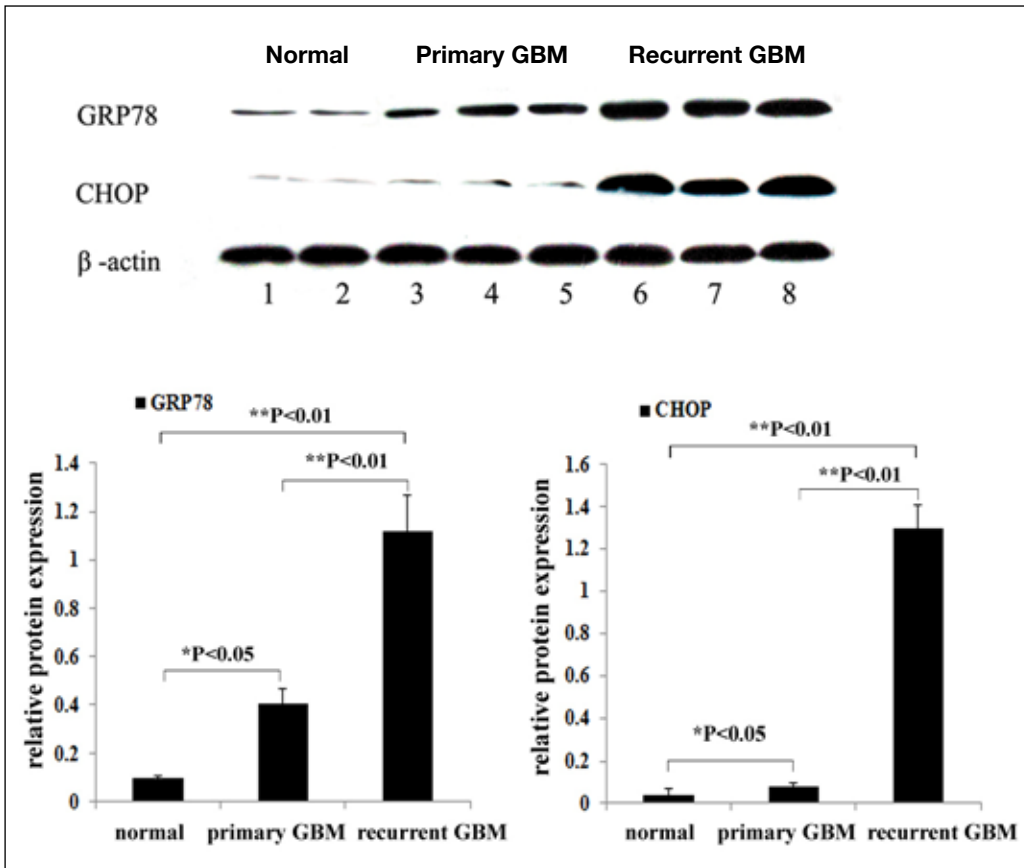 Normal Primary GBM Recurrent GBM
GRP78
CHOP
β -actin
1 2 3 4 5 6 7 8
■ GRP78
**P<0.01
**P<0.01
*P<0.05
relative protein expression
1.4
1.2
1
0.8
0.6
0.4
0.2
0
normal primary GBM recurrent GBM
■ CHOP
**P<0.01
**P<0.01
*P<0.05
relative protein expression
1.6
1.4
1.2
1
0.8
0.6
0.4
0.2
0
normal primary GBM recurrent GBM